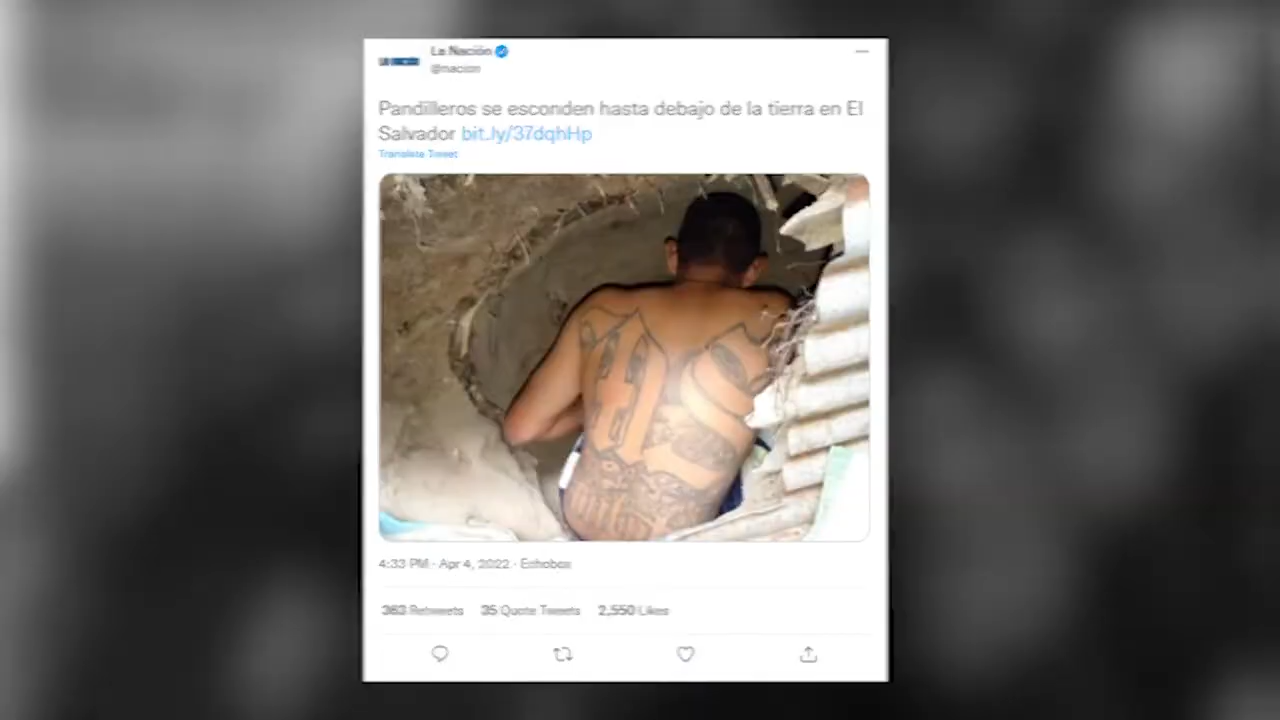 La Nación
@nacion
Pandilleros se esconden hasta debajo de la tierra en El
Salvador bit.ly/37dqhHp
Translate Tweet
4:33 PM · Apr 4, 2022 · Echobox
363 Retweets 35 Quote Tweets 2,550 Likes